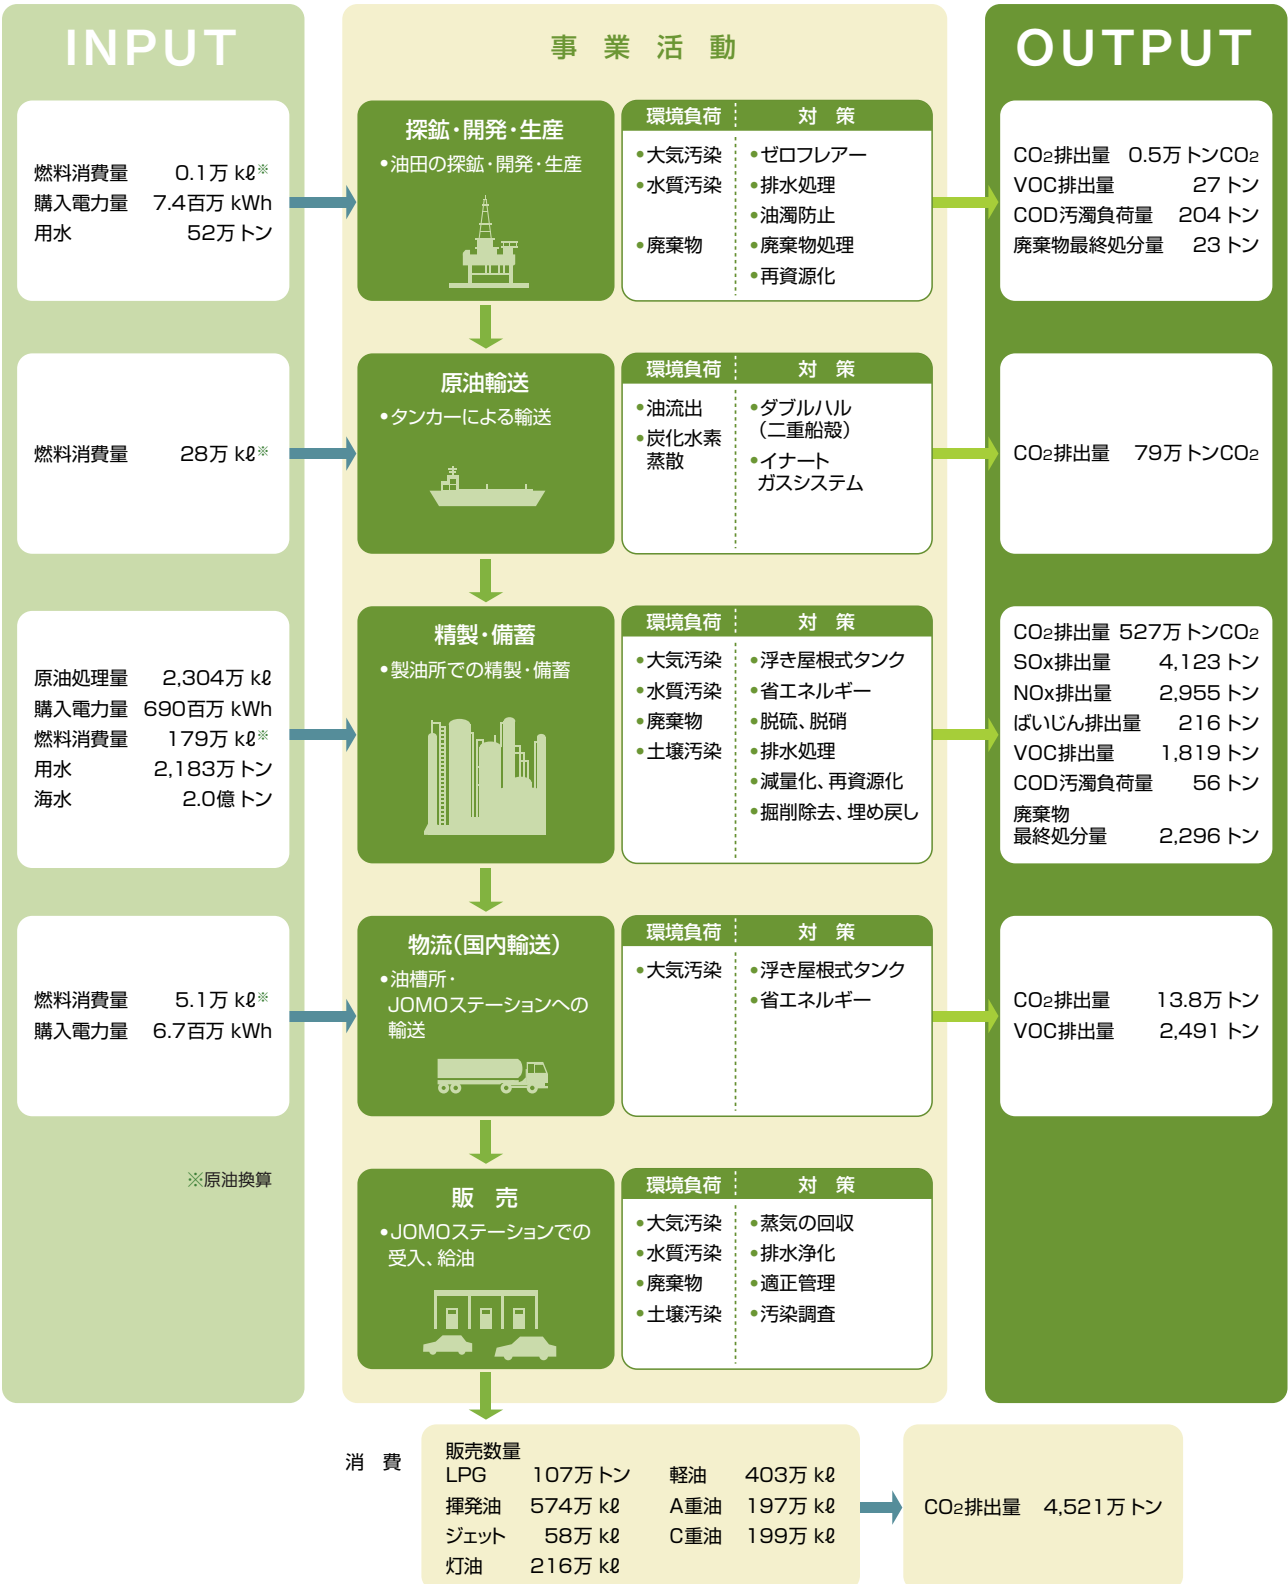 INPUT
事業活動
OUTPUT
燃料消費量 0.1万 kℓ※
購入電力量 7.4百万 kWh
用水 52万トン
探鉱・開発・生産
•油田の探鉱・開発・生産
環境負荷 対策
•大気汚染 •ゼロフレアー
•水質汚染 •排水処理
•油濁防止
•廃棄物 •廃棄物処理
•再資源化
CO2排出量 0.5万トンCO2
VOC排出量 27トン
COD汚濁負荷量 204トン
廃棄物最終処分量 23トン
燃料消費量 28万 kℓ※
原油輸送
•タンカーによる輸送
環境負荷 対策
•油流出 •ダブルハル
(二重船殻)
•炭化水素
蒸散
•イナート
ガスシステム
CO2排出量 79万トンCO2
原油処理量 2,304万 kℓ
購入電力量 690百万 kWh
燃料消費量 179万 kℓ※
用水 2,183万トン
海水 2.0億トン
精製・備蓄
•製油所での精製・備蓄
環境負荷 対策
•大気汚染 •浮き屋根式タンク
•水質汚染 •省エネルギー
•廃棄物 •脱硫、脱硝
•土壌汚染 •排水処理
•減量化、再資源化
•掘削除去、埋め戻し
CO2排出量 527万トンCO2
SOx排出量 4,123トン
NOx排出量 2,955トン
ばいじん排出量 216トン
VOC排出量 1,819トン
COD汚濁負荷量 56トン
廃棄物
最終処分量 2,296トン
燃料消費量 5.1万 kℓ※
購入電力量 6.7百万 kWh
物流(国内輸送)
•油槽所・
JOMOステーションへの
輸送
環境負荷 対策
•大気汚染 •浮き屋根式タンク
•省エネルギー
CO2排出量 13.8万トン
VOC排出量 2,491トン
※原油換算
販売
•JOMOステーションでの
受入、給油
環境負荷 対策
•大気汚染 •蒸気の回収
•水質汚染 •排水浄化
•廃棄物 •適正管理
•土壌汚染 •汚染調査
消費
販売数量
LPG 107万トン 軽油 403万 kℓ
揮発油 574万 kℓ A重油 197万 kℓ
ジェット 58万 kℓ C重油 199万 kℓ
灯油 216万 kℓ
CO2排出量 4,521万トン